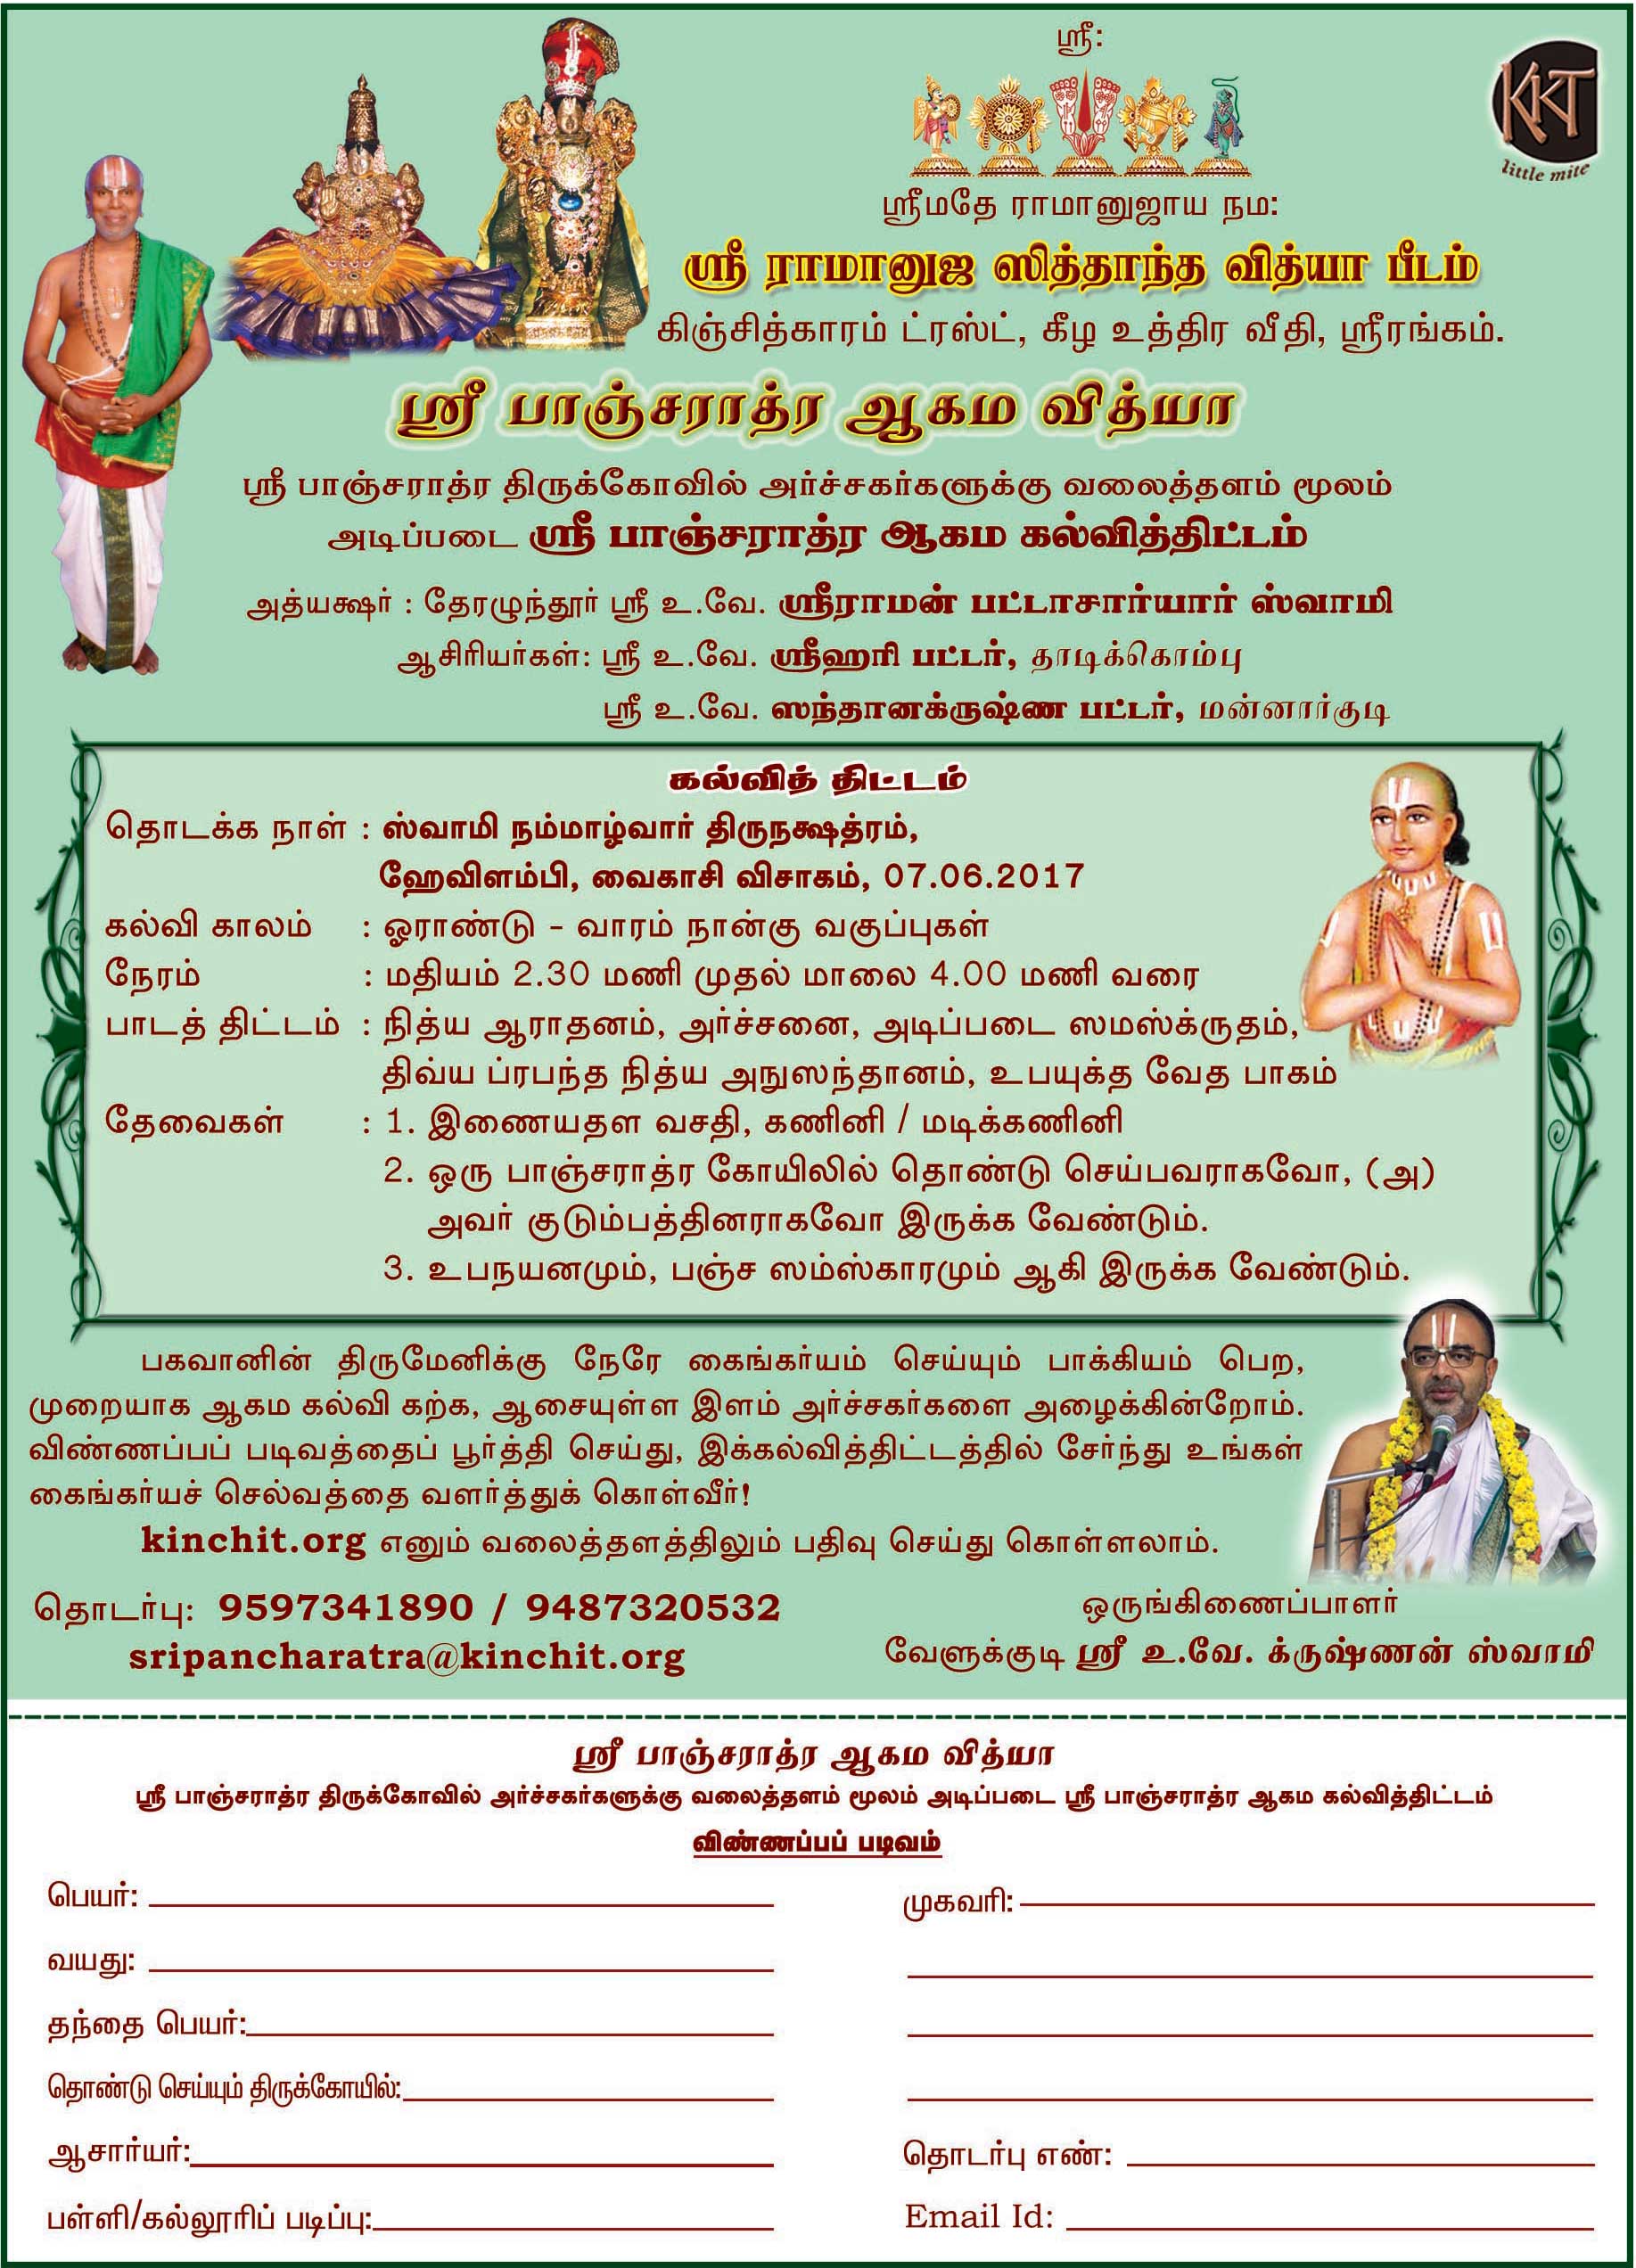 ஸ்ரீ:
KKT
little mite
ஸ்ரீமதே ராமானுஜாய நம:
ஸ்ரீ ராமானுஜ ஸித்தாந்த வித்யா பீடம்
கிஞ்சித்காரம் ட்ரஸ்ட், கீழ உத்திர வீதி, ஸ்ரீரங்கம்.
ஸ்ரீ பாஞ்சராத்ர ஆகம வித்யா
ஸ்ரீ பாஞ்சராத்ர திருக்கோவில் அர்ச்சகர்களுக்கு வலைத்தளம் மூலம்
அடிப்படை ஸ்ரீ பாஞ்சராத்ர ஆகம கல்வித்திட்டம்
அத்யக்ஷர் : தேரழுந்தூர் ஸ்ரீ உ.வே. ஸ்ரீராமன் பட்டாசார்யார் ஸ்வாமி
ஆசிரியர்கள்: ஸ்ரீ உ.வே. ஸ்ரீஹரி பட்டர், தாடிக்கொம்பு
ஸ்ரீ உ.வே. ஸந்தானக்ருஷ்ண பட்டர், மன்னார்குடி
கல்வித் திட்டம்
தொடக்க நாள் : ஸ்வாமி நம்மாழ்வார் திருநக்ஷத்ரம்,
ஹேவிளம்பி, வைகாசி விசாகம், 07.06.2017
கல்வி காலம் : ஓராண்டு - வாரம் நான்கு வகுப்புகள்
நேரம் : மதியம் 2.30 மணி முதல் மாலை 4.00 மணி வரை
பாடத் திட்டம் : நித்ய ஆராதனம், அர்ச்சனை, அடிப்படை ஸமஸ்க்ருதம்,
திவ்ய ப்ரபந்த நித்ய அநுஸந்தானம், உபயுக்த வேத பாகம்
தேவைகள் : 1. இணையதள வசதி, கணினி / மடிக்கணினி
2. ஒரு பாஞ்சராத்ர கோயிலில் தொண்டு செய்பவராகவோ, (அ)
அவர் குடும்பத்தினராகவோ இருக்க வேண்டும்.
3. உபநயனமும், பஞ்ச ஸம்ஸ்காரமும் ஆகி இருக்க வேண்டும்.
பகவானின் திருமேனிக்கு நேரே கைங்கர்யம் செய்யும் பாக்கியம் பெற,
முறையாக ஆகம கல்வி கற்க, ஆசையுள்ள இளம் அர்ச்சகர்களை அழைக்கின்றோம்.
விண்ணப்பப் படிவத்தைப் பூர்த்தி செய்து, இக்கல்வித்திட்டத்தில் சேர்ந்து உங்கள்
கைங்கர்யச் செல்வத்தை வளர்த்துக் கொள்வீர்!
kinchit.org எனும் வலைத்தளத்திலும் பதிவு செய்து கொள்ளலாம்.
தொடர்பு: 9597341890 / 9487320532
sripancharatra@kinchit.org
ஒருங்கிணைப்பாளர்
வேளுக்குடி ஸ்ரீ உ.வே. க்ருஷ்ணன் ஸ்வாமி
ஸ்ரீ பாஞ்சராத்ர ஆகம வித்யா
ஸ்ரீ பாஞ்சராத்ர திருக்கோவில் அர்ச்சகர்களுக்கு வலைத்தளம் மூலம் அடிப்படை ஸ்ரீ பாஞ்சராத்ர ஆகம கல்வித்திட்டம்
விண்ணப்பப் படிவம்
பெயர்:
வயது:
தந்தை பெயர்:
தொண்டு செய்யும் திருக்கோயில்:
ஆசார்யர்:
பள்ளி/கல்லூரிப் படிப்பு:
முகவரி:
தொடர்பு எண்:
Email Id: